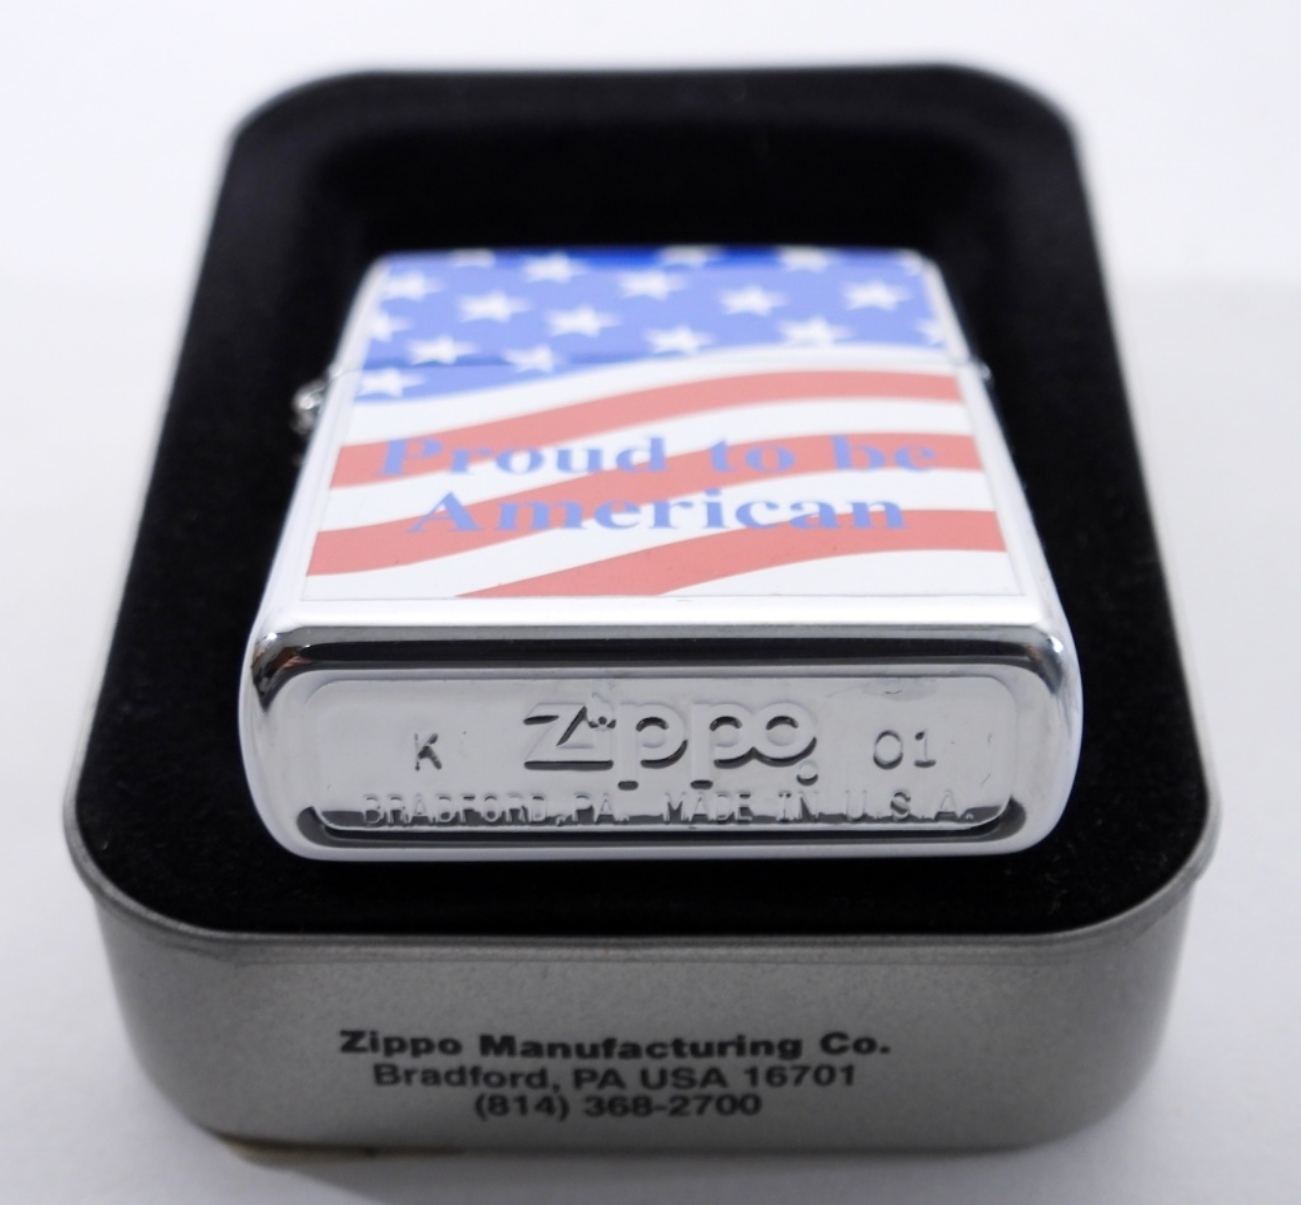 Proud to be
American
K Zippo 01
BRADFORD,PA. MADE IN U.S.A.
Zippo Manufacturing Co.
Bradford, PA USA 16701
(814) 368-2700